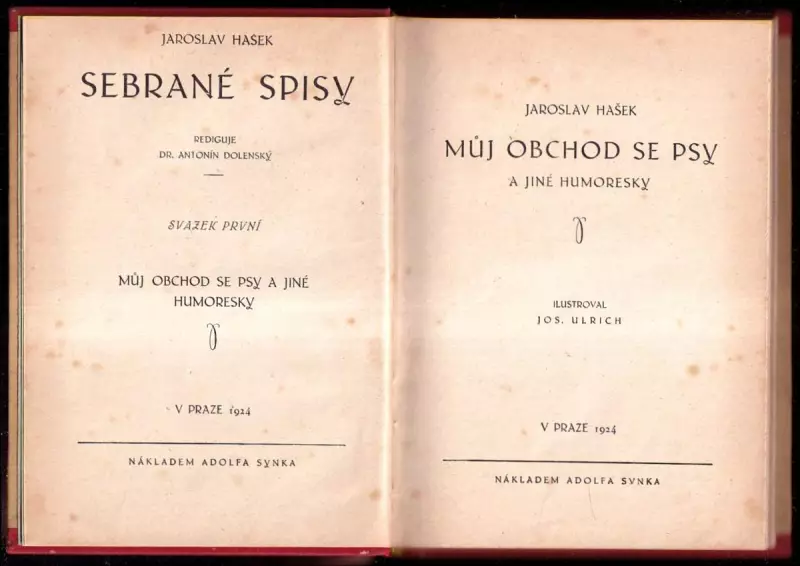 JAROSLAV HAŠEK
SEBRANÉ SPISY
REDIGUJE
DR. ANTONÍN DOLENSKÝ
SVAZEK PRVNÍ
MŮJ OBCHOD SE PSY A JINÉ
HUMORESKY
V PRAZE 1924
NÁKLADEM ADOLFA SYNKA
JAROSLAV HAŠEK
MŮJ OBCHOD SE PSY
A JINÉ HUMORESKY
ILUSTROVAL
JOS. ULRICH
V PRAZE 1924
NÁKLADEM ADOLFA SYNKA